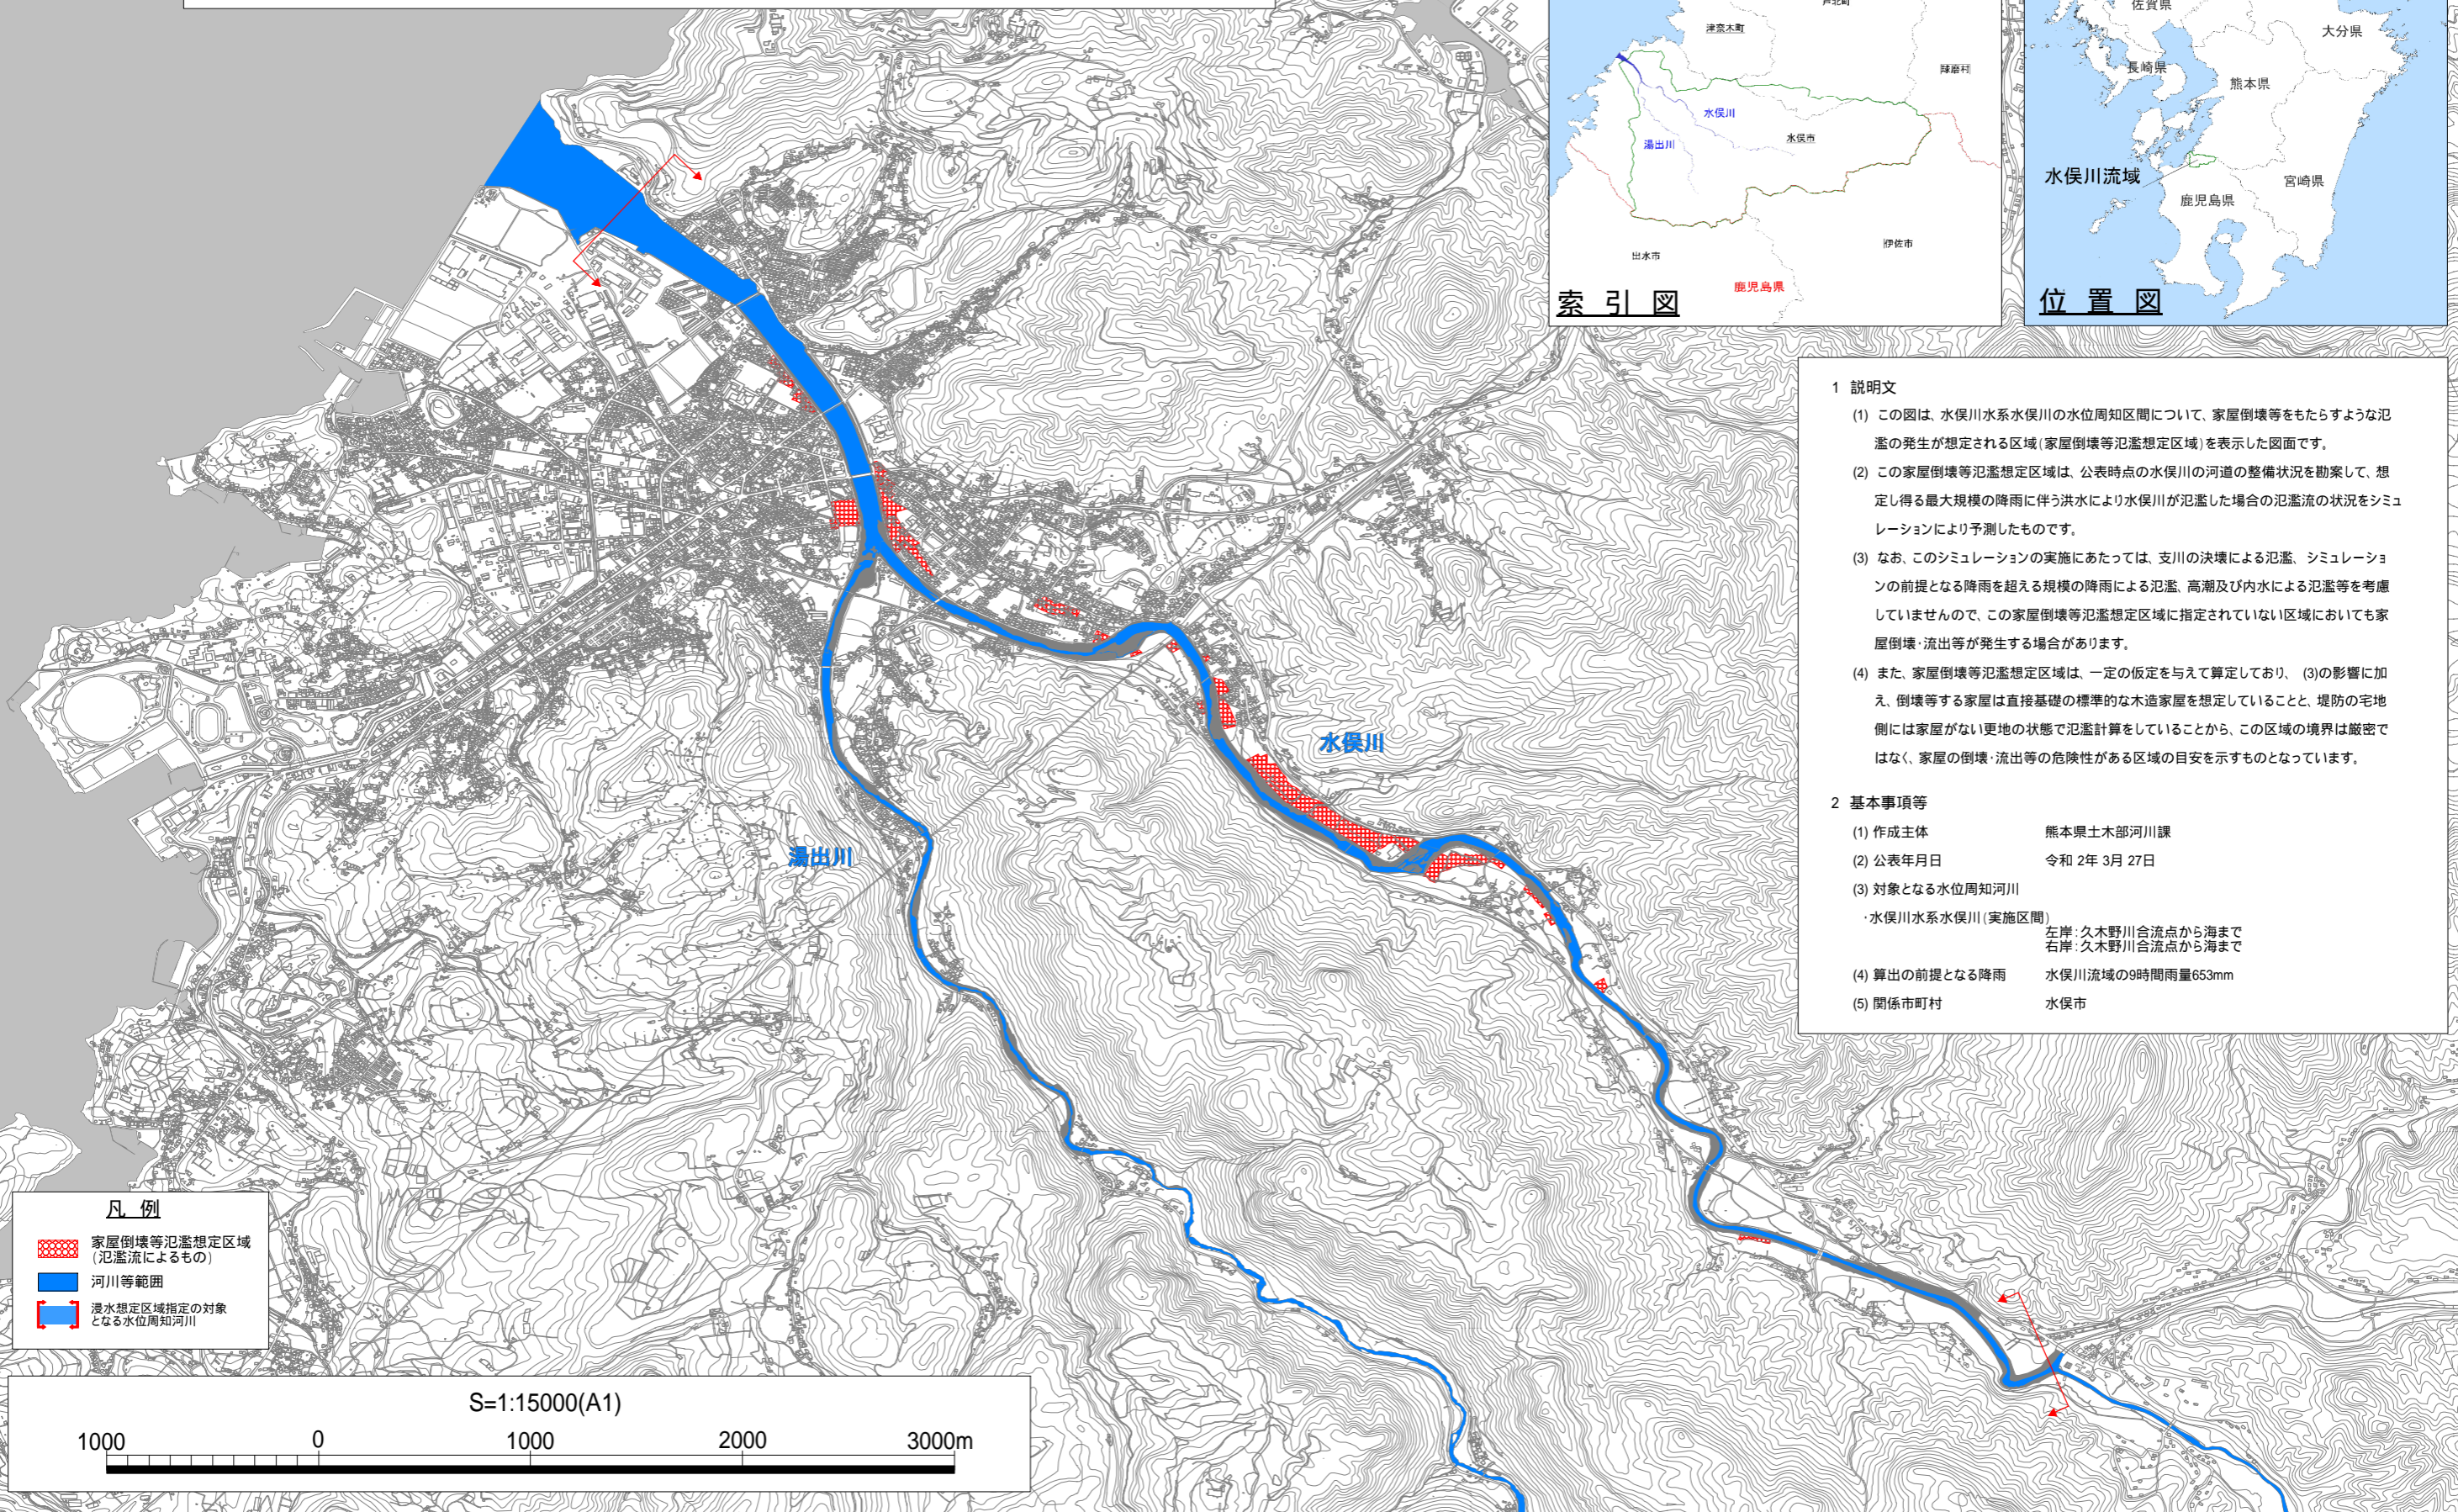 芦北町
津奈木町
球磨村
水俣川
湯出川
水俣市
出水市
伊佐市
鹿児島県
索 引 図
佐賀県
大分県
長崎県
熊本県
水俣川流域
宮崎県
鹿児島県
位 置 図
1 説明文
(1) この図は、水俣川水系水俣川の水位周知区間について、家屋倒壊等をもたらすような氾
濫の発生が想定される区域(家屋倒壊等氾濫想定区域)を表示した図面です。
(2) この家屋倒壊等氾濫想定区域は、公表時点の水俣川の河道の整備状況を勘案して、想
定し得る最大規模の降雨に伴う洪水により水俣川が氾濫した場合の氾濫流の状況をシミュ
レーションにより予測したものです。
(3) なお、このシミュレーションの実施にあたっては、支川の決壊による氾濫、シミュレーショ
ンの前提となる降雨を超える規模の降雨による氾濫、高潮及び内水による氾濫等を考慮
していませんので、この家屋倒壊等氾濫想定区域に指定されていない区域においても家
屋倒壊・流出等が発生する場合があります。
(4) また、家屋倒壊等氾濫想定区域は、一定の仮定を与えて算定しており、(3)の影響に加
え、倒壊等する家屋は直接基礎の標準的な木造家屋を想定していることと、堤防の宅地
側には家屋がない更地の状態で氾濫計算をしていることから、この区域の境界は厳密で
はなく、家屋の倒壊・流出等の危険性がある区域の目安を示すものとなっています。
2 基本事項等
(1) 作成主体 熊本県土木部河川課
(2) 公表年月日 令和 2年 3月 27日
(3) 対象となる水位周知河川
・水俣川水系水俣川(実施区間)
左岸:久木野川合流点から海まで
右岸:久木野川合流点から海まで
(4) 算出の前提となる降雨 水俣川流域の9時間雨量653mm
(5) 関係市町村 水俣市
水俣川
湯出川
凡 例
家屋倒壊等氾濫想定区域
(氾濫流によるもの)
河川等範囲
浸水想定区域指定の対象
となる水位周知河川
S=1:15000(A1)
1000 0 1000 2000 3000m